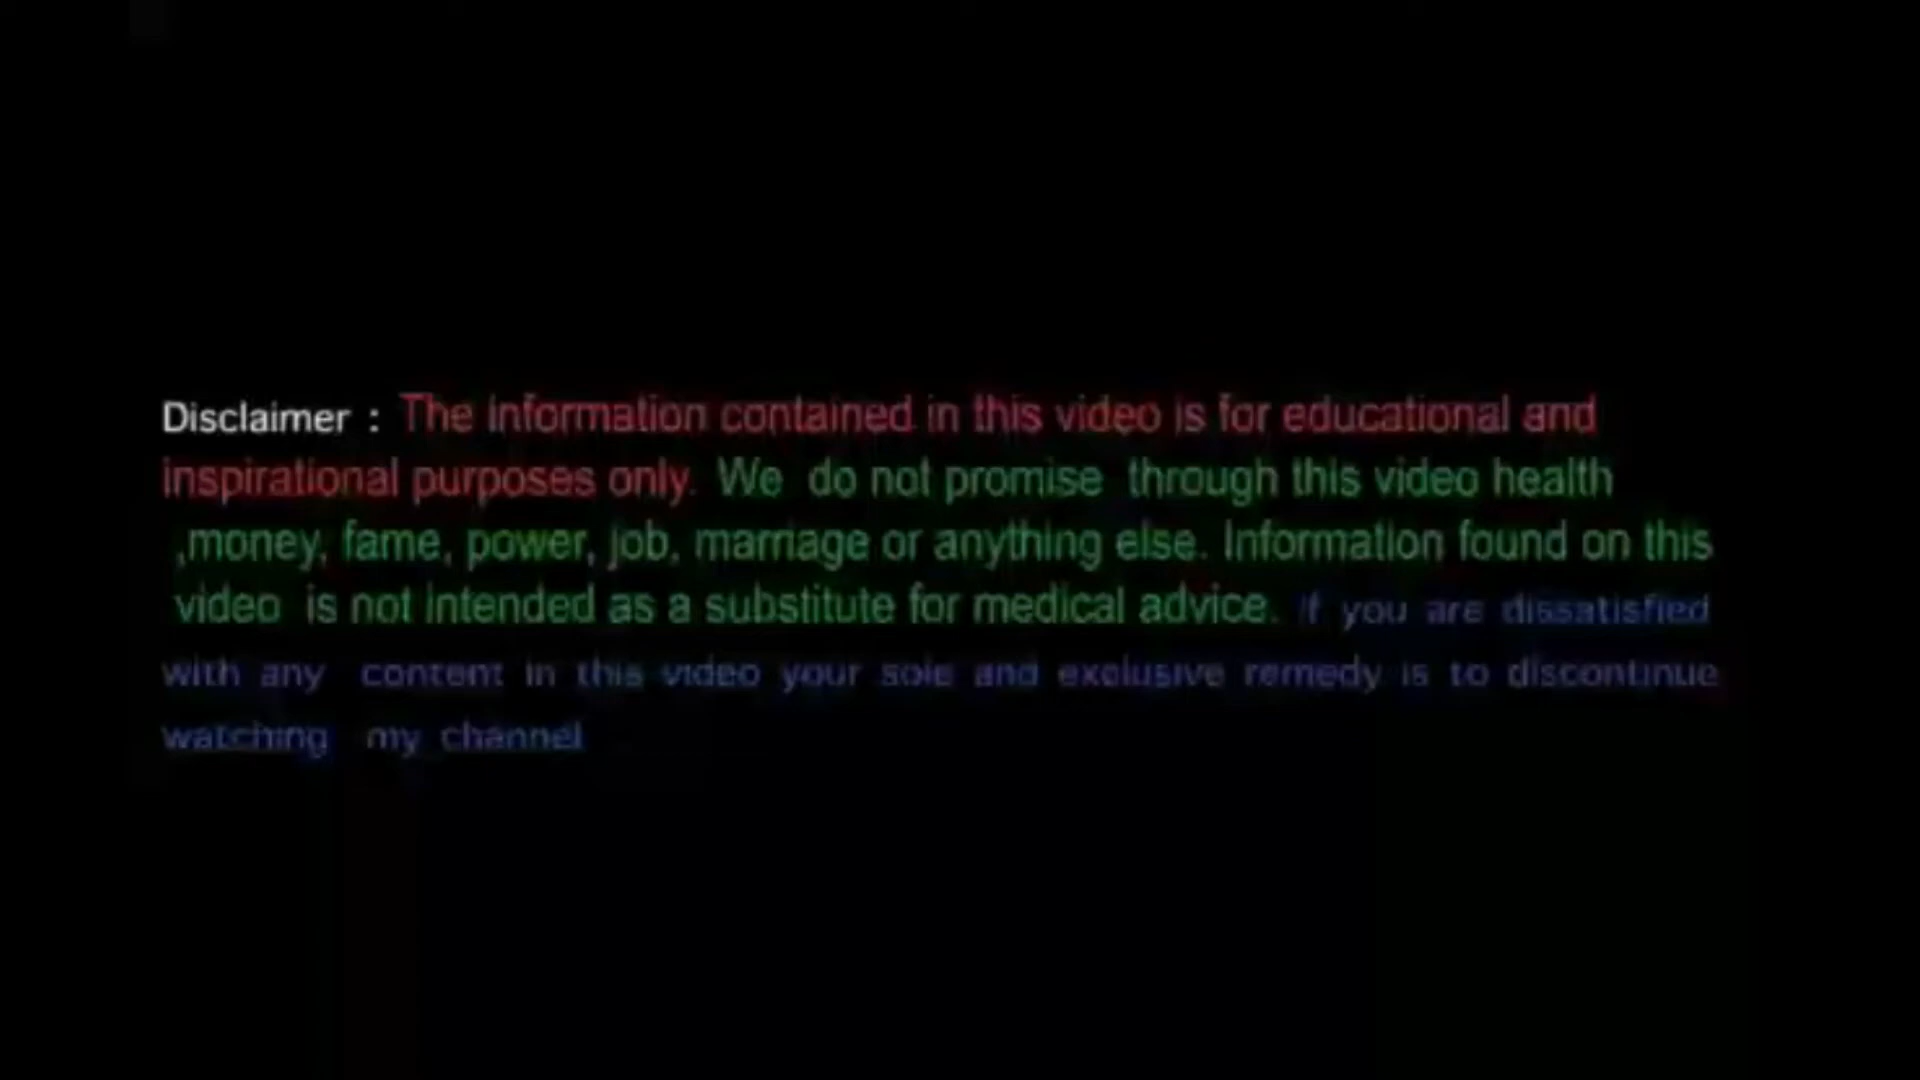 Disclaimer : The information contained in this video is for educational and
inspirational purposes only. We do not promise through this video health
,money, fame, power, job, marriage or anything else. Information found on this
video is not intended as a substitute for medical advice. If you are dissatisfied
with any content in this video your sole and exclusive remedy is to discontinue
watching my channel